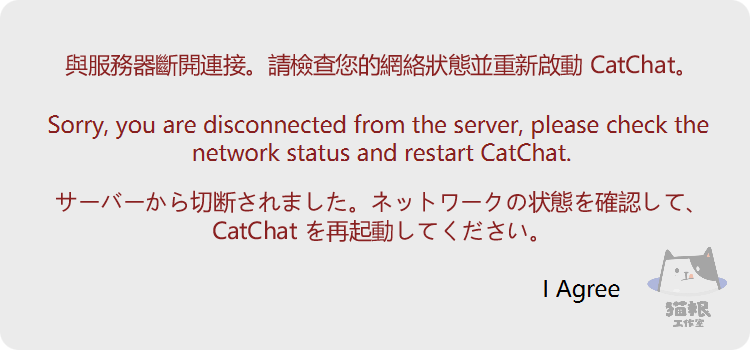 與服務器斷開連接。請檢查您的網絡狀態並重新啟動 CatChat。
Sorry, you are disconnected from the server, please check the
network status and restart CatChat.
サーバーから切断されました。ネットワークの状態を確認して、
CatChat を再起動してください。
I Agree
猫根
工作室